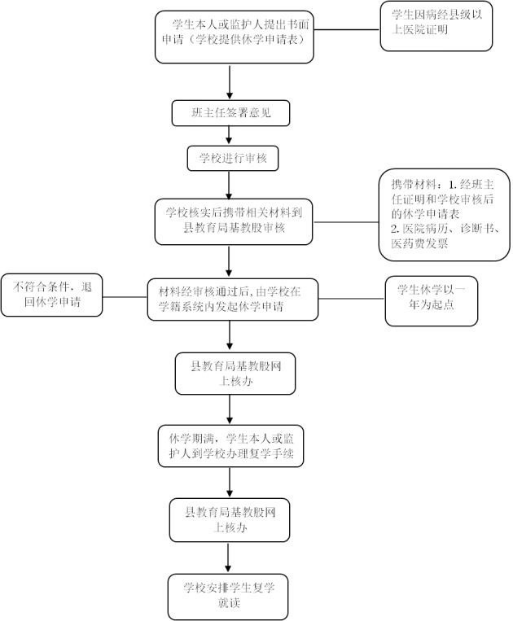 学生本人或监护人提出书面
申请（学校提供休学申请表）
学生因病经县级以
上医院证明
班主任签署意见
学校进行审核
学校核实后携带相关材料到
县教育局基教股审核
携带材料：1.经班主
任证明和学校审核后
的休学申请表
2.医院病历、诊断书、
医药费发票
不符合条件，退
回休学申请
材料经审核通过后,由学校在
学籍系统内发起休学申请
学生休学以一
年为起点
县教育局基教股网
上核办
休学期满，学生本人或监
护人到学校办理复学手续
县教育局基教股网
上核办
学校安排学生复学
就读